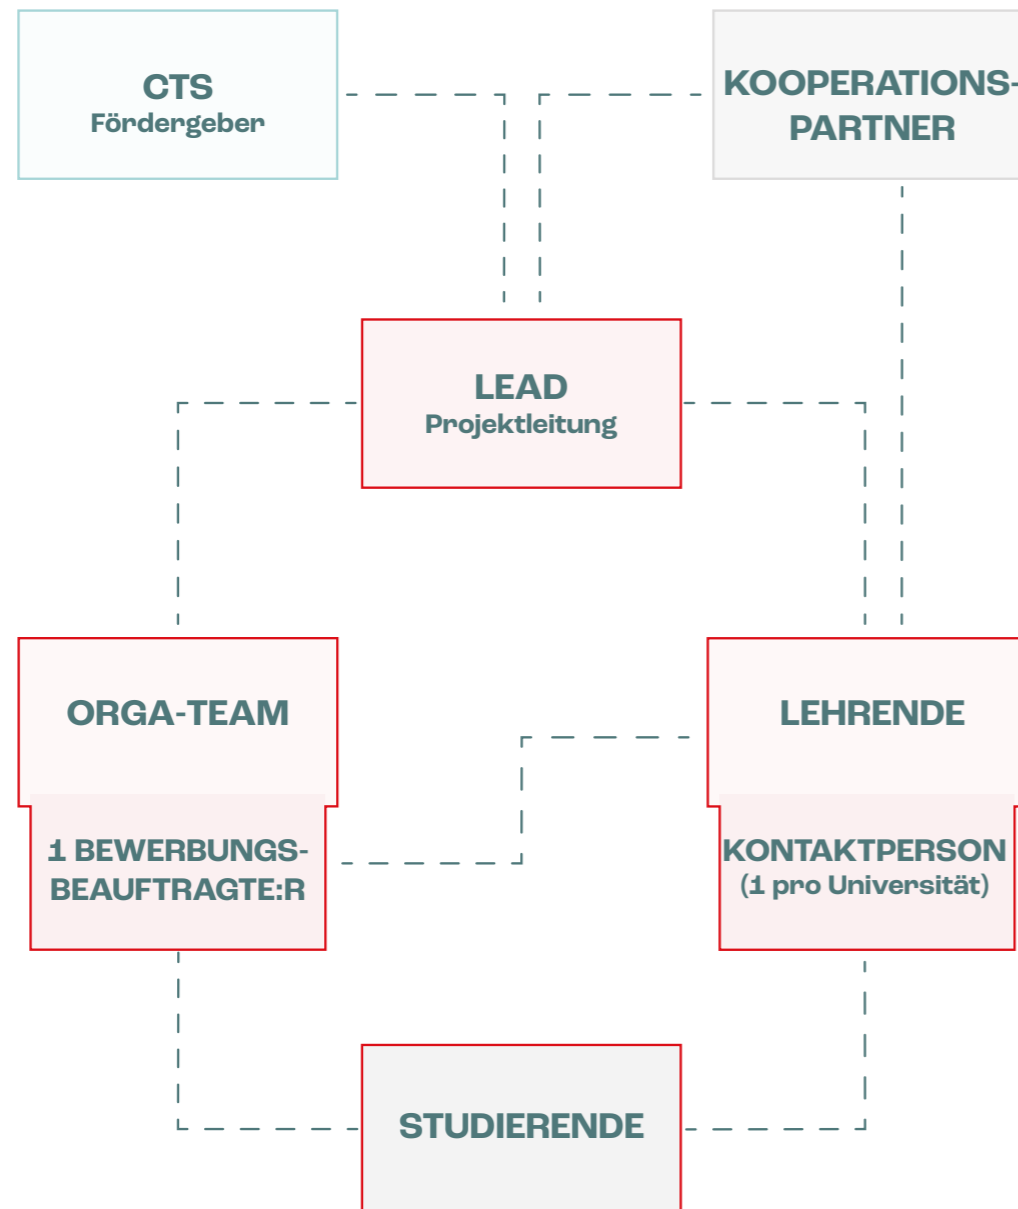 CTS
Fördergeber
KOOPERATIONS-
PARTNER
LEAD
Projektleitung
ORGA-TEAM
LEHRENDE
1 BEWERBUNGS-
BEAUFTRAGTE:R
KONTAKTPERSON
(1 pro Universität)
STUDIERENDE